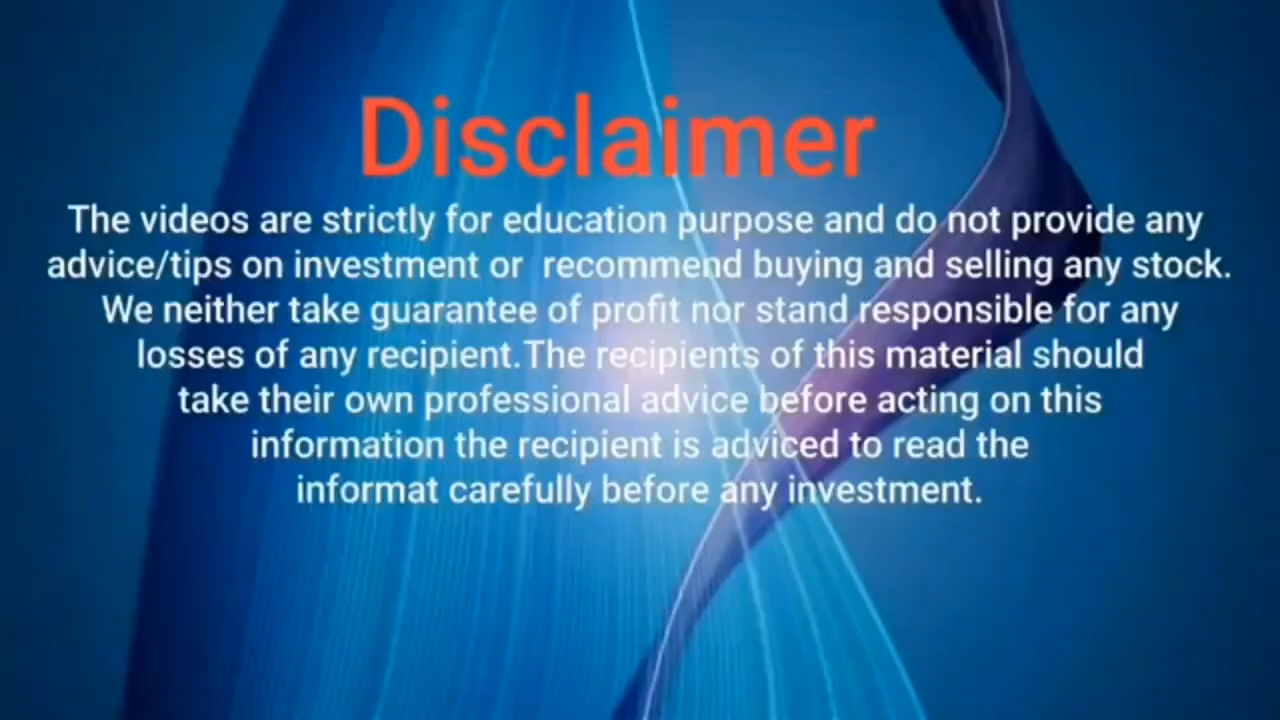 Disclaimer
The videos are strictly for education purpose and do not provide any
advice/tips on investment or  recommend buying and selling any stock.
We neither take guarantee of profit nor stand responsible for any
losses of any recipient.The recipients of this material should
take their own professional advice before acting on this
information the recipient is adviced to read the
informat carefully before any investment.